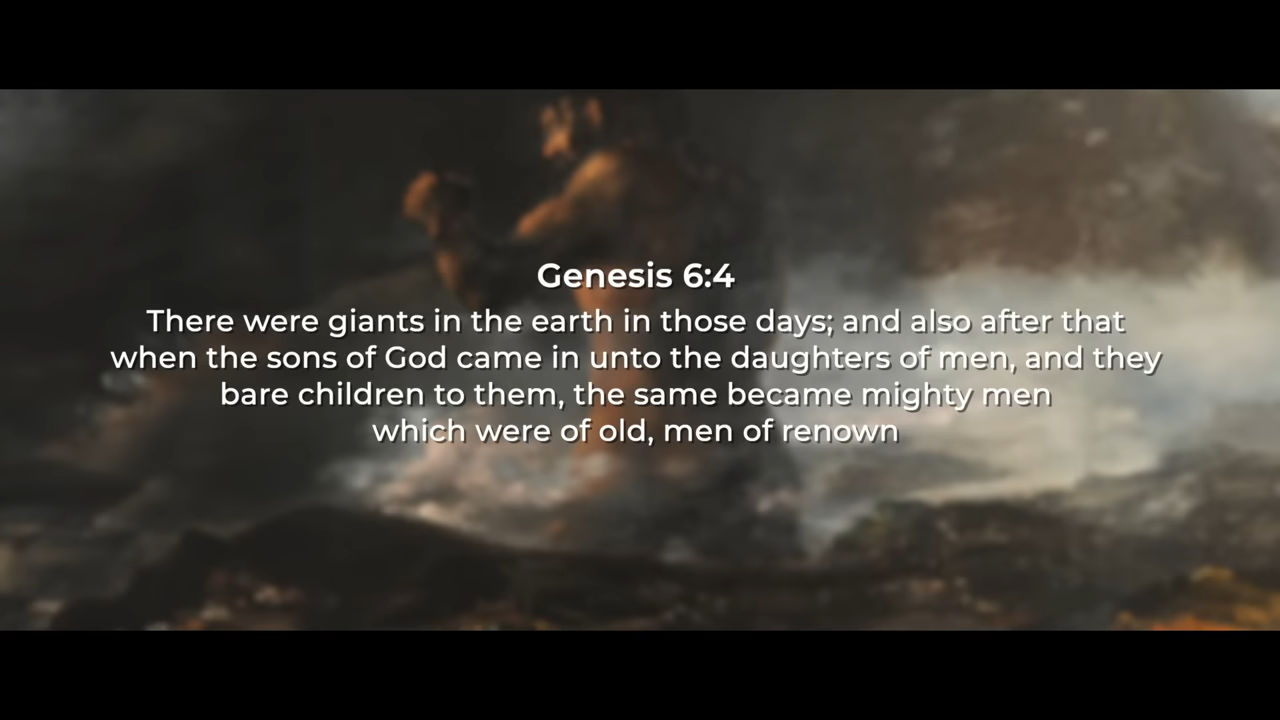 Genesis 6:4
There were giants in the earth in those days; and also after that
when the sons of God came in unto the daughters of men, and they
bare children to them, the same became mighty men
which were of old, men of renown